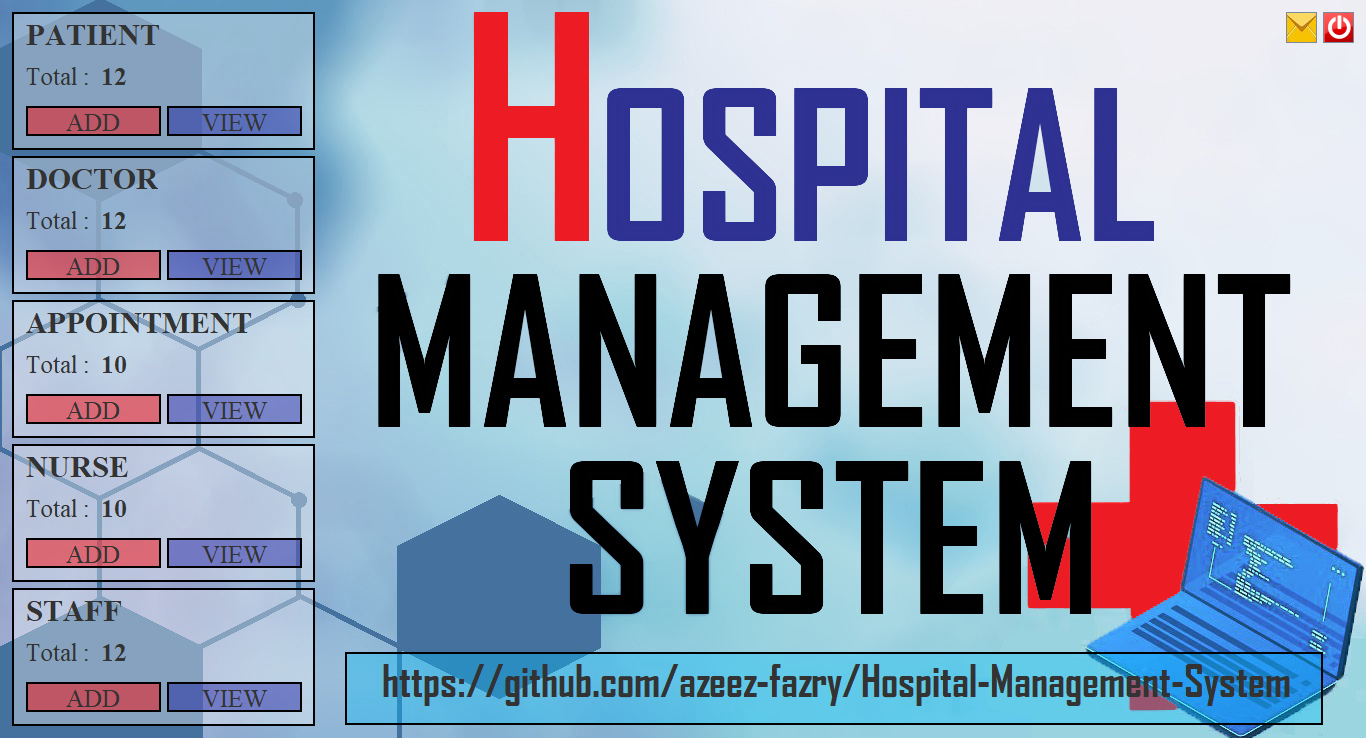 PATIENT
Total : 12
ADD VIEW
DOCTOR
Total : 12
ADD VIEW
APPOINTMENT
Total : 10
ADD VIEW
NURSE
Total : 10
ADD VIEW
STAFF
Total : 12
ADD VIEW
HOSPITAL
MANAGEMENT
SYSTEM
https://github.com/azeez-fazry/Hospital-Management-System